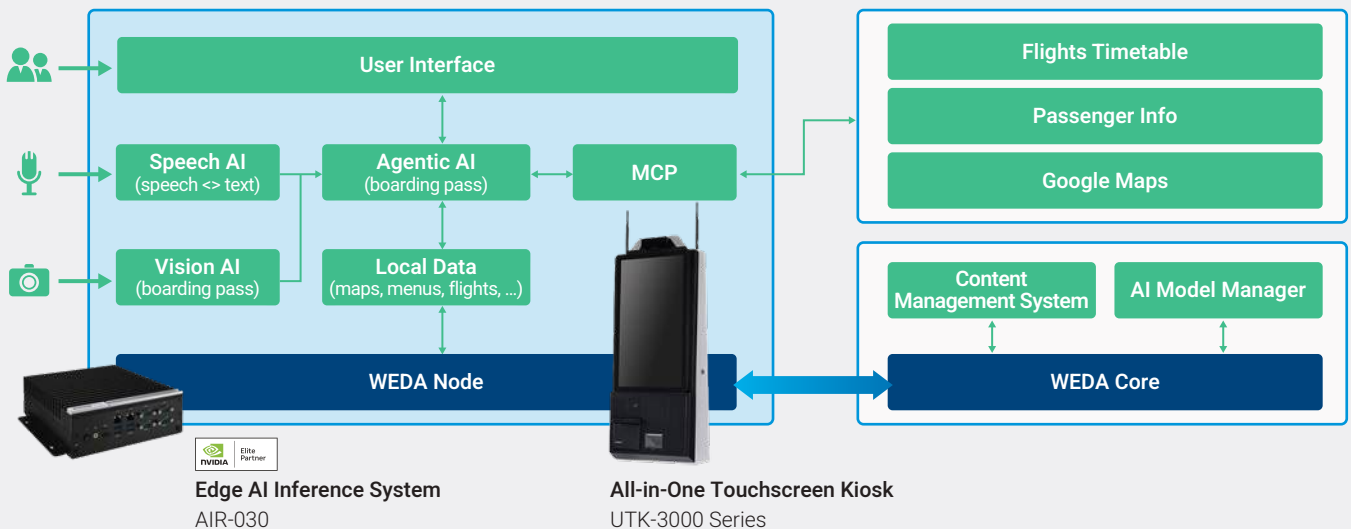 User Interface
Speech AI
(speech <> text)
Agentic AI
(boarding pass)
MCP
Vision AI
(boarding pass)
Local Data
(maps, menus, flights, ...)
WEDA Node
Flights Timetable
Passenger Info
Google Maps
Content
Management System
AI Model Manager
WEDA Core
NVIDIA
Elite
Partner
Edge AI Inference System
AIR-030
All-in-One Touchscreen Kiosk
UTK-3000 Series